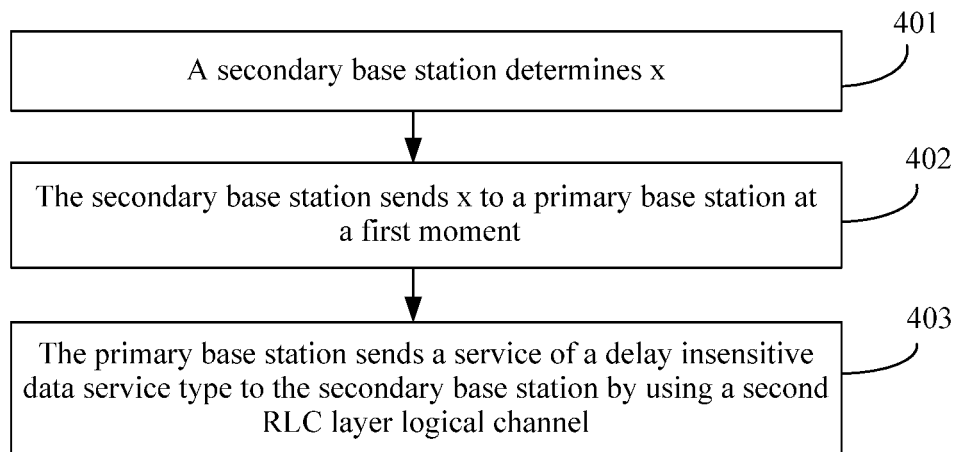 401
A secondary base station determines x
402
The secondary base station sends x to a primary base station at
a first moment
403
The primary base station sends a service of a delay insensitive
data service type to the secondary base station by using a second
RLC layer logical channel